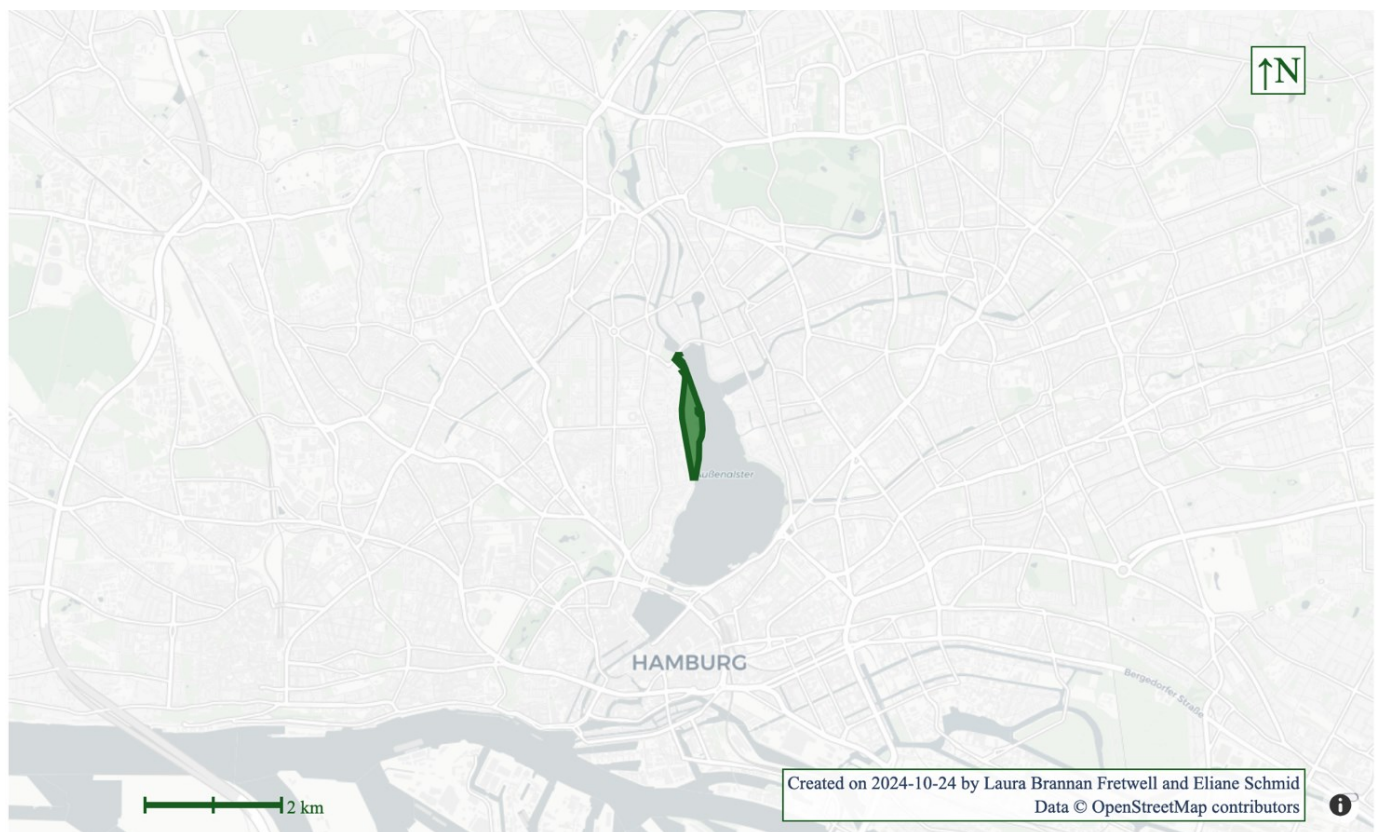 ↑N
Außenalster
HAMBURG
Bergedorfer Straße
2 km
Created on 2024-10-24 by Laura Brannan Fretwell and Eliane Schmid
Data © OpenStreetMap contributors
i